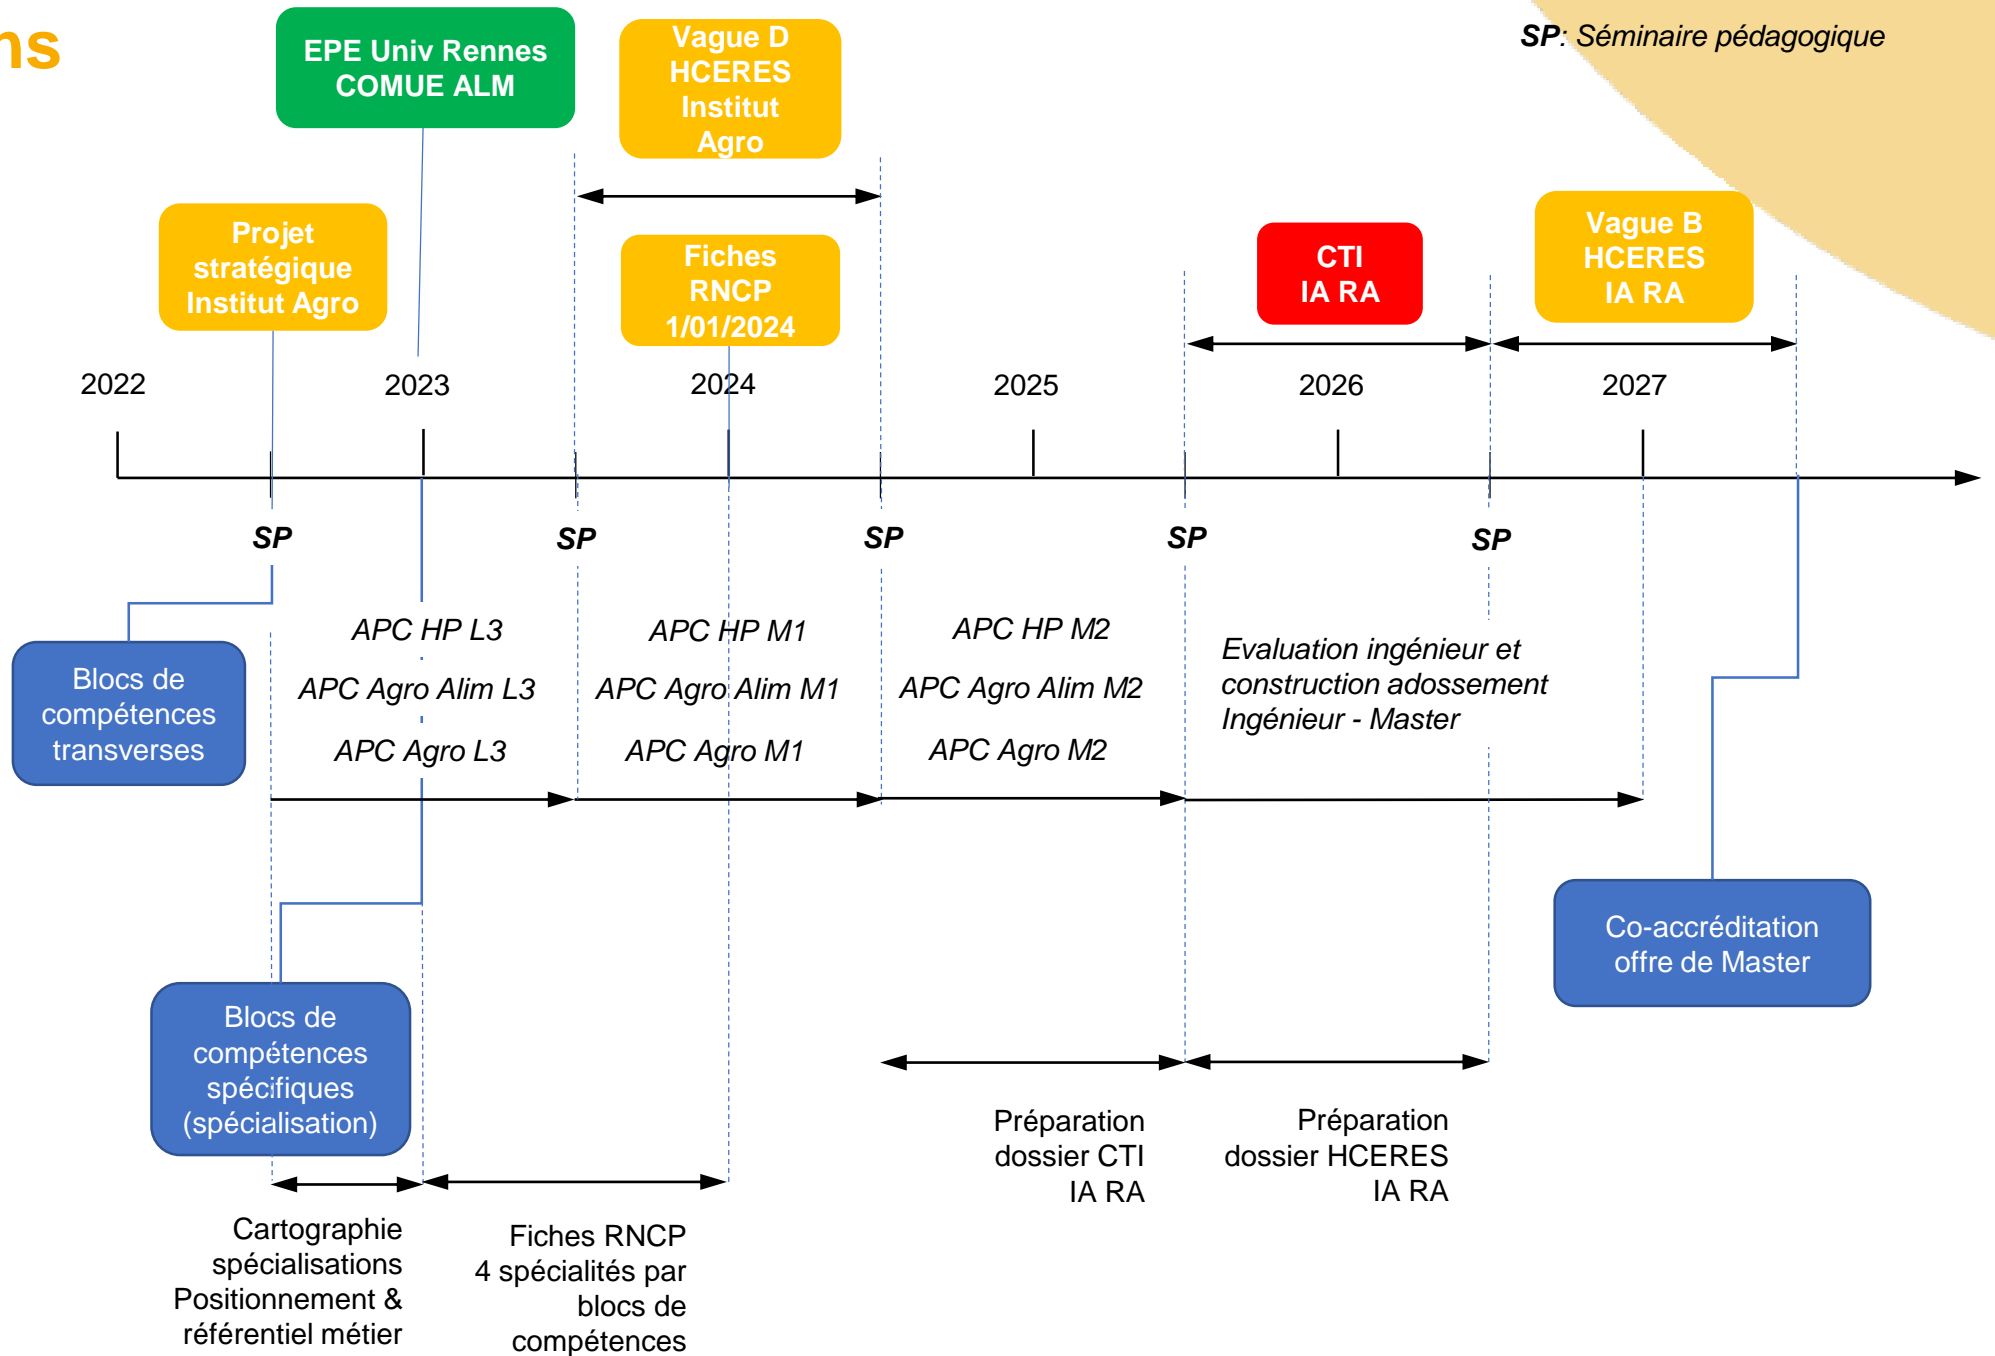 ns
SP: Séminaire pédagogique
EPE Univ Rennes
COMUE ALM
Vague D
HCERES
Institut
Agro
Projet
stratégique
Institut Agro
Fiches
RNCP
1/01/2024
CTI
IA RA
Vague B
HCERES
IA RA
2022
2023
2024
2025
2026
2027
SP
SP
SP
SP
SP
APC HP L3
APC Agro Alim L3
APC Agro L3
APC HP M1
APC Agro Alim M1
APC Agro M1
APC HP M2
APC Agro Alim M2
APC Agro M2
Evaluation ingénieur et
construction adossement
Ingénieur - Master
Blocs de
compétences
transverses
Blocs de
compétences
spécifiques
(spécialisation)
Co-accréditation
offre de Master
Préparation
dossier CTI
IA RA
Préparation
dossier HCERES
IA RA
Cartographie
spécialisations
Positionnement &
référentiel métier
Fiches RNCP
4 spécialités par
blocs de
compétences